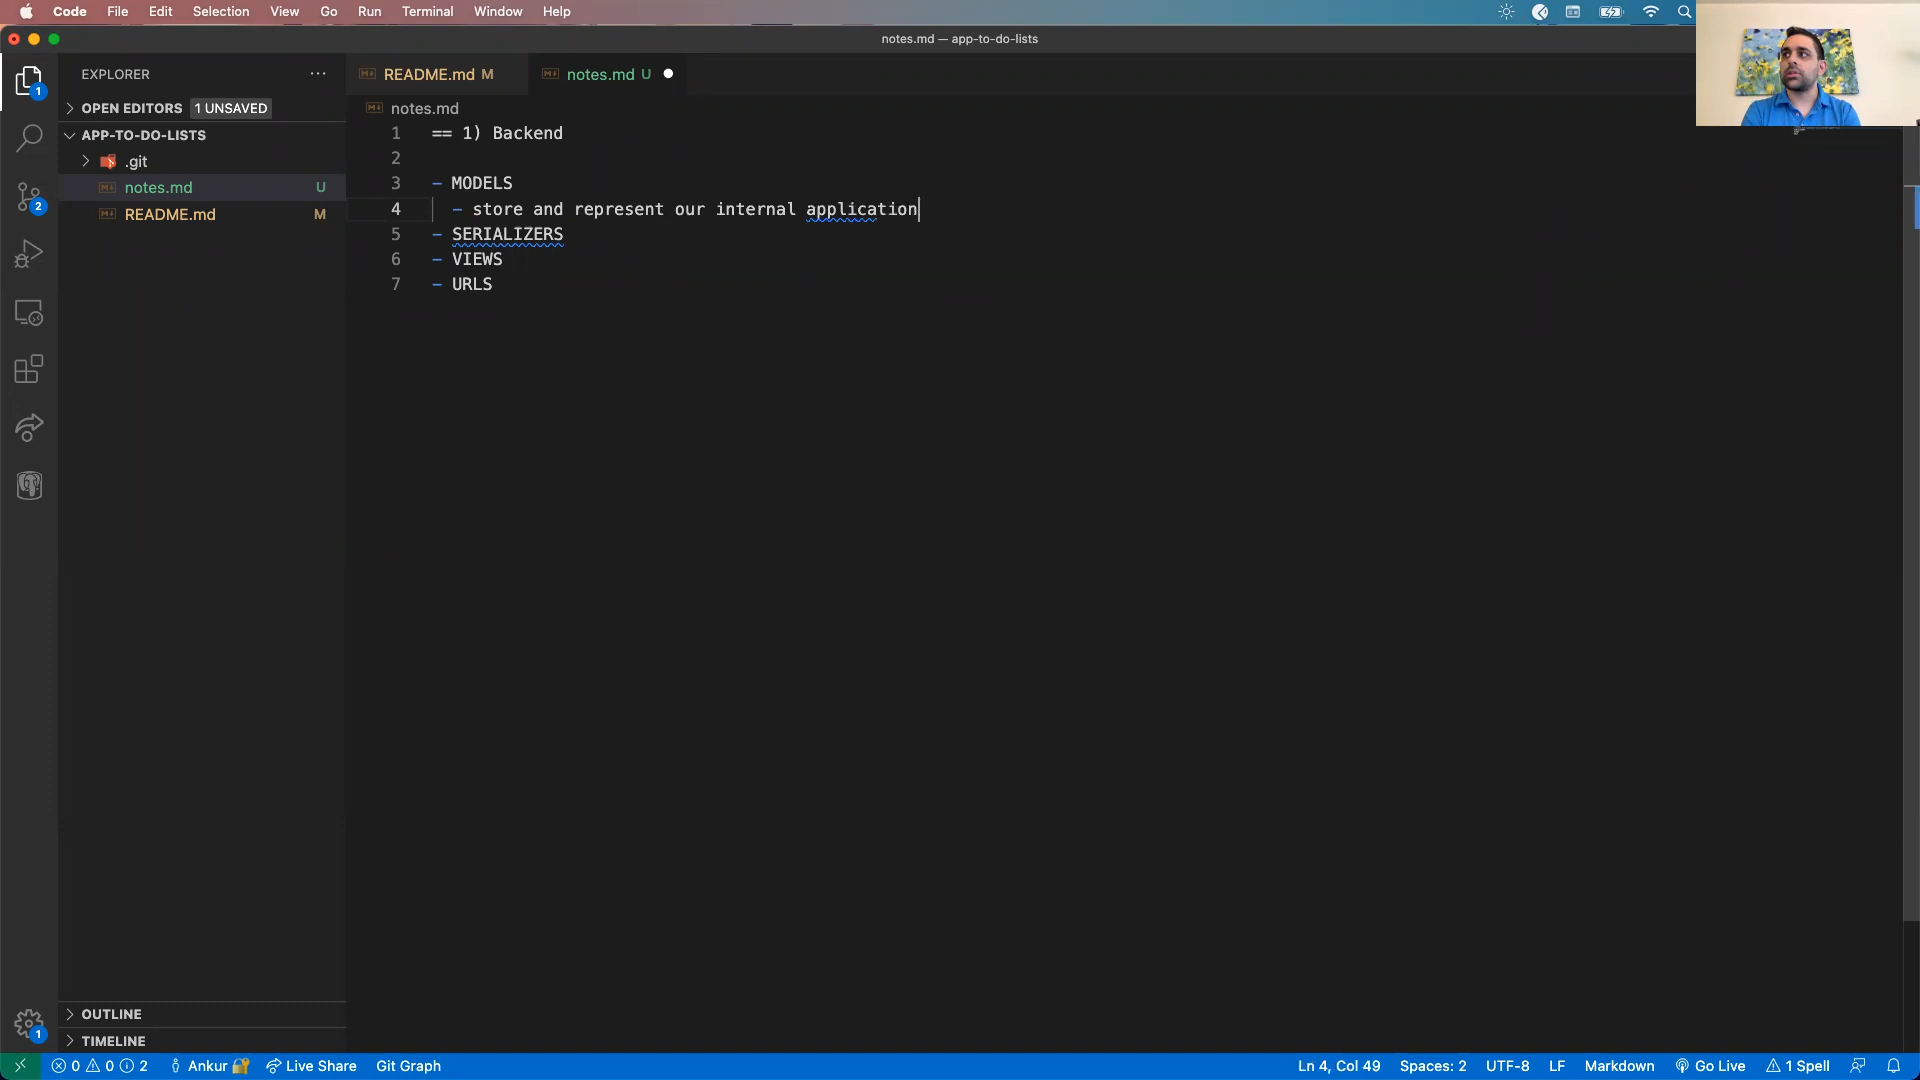 Code File Edit Selection View Go Run Terminal Window Help
notes.md — app-to-do-lists
EXPLORER
README.md M
notes.md U
OPEN EDITORS 1 UNSAVED
notes.md
APP-TO-DO-LISTS
.git
notes.md U
README.md M
1 == 1) Backend
2
3 - MODELS
4 - store and represent our internal application
5 - SERIALIZERS
6 - VIEWS
7 - URLS
1
2
1
OUTLINE
TIMELINE
0 0 2 Ankur Live Share Git Graph Ln 4, Col 49 Spaces: 2 UTF-8 LF Markdown Go Live 1 Spell